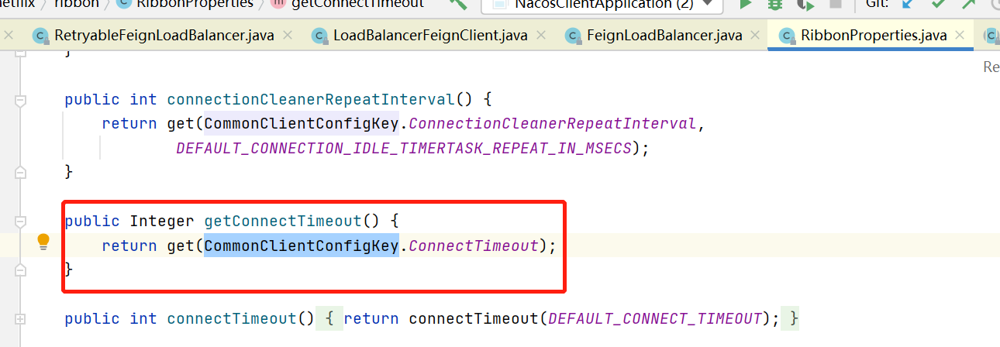 ribbon RibbonProperties getConnectTimeout NacosClientApplication (2) Git:
RetryableFeignLoadBalancer.java LoadBalancerFeignClient.java FeignLoadBalancer.java RibbonProperties.java
}
Re
public int connectionCleanerRepeatInterval() {
return get(CommonClientConfigKey.ConnectionCleanerRepeatInterval,
DEFAULT_CONNECTION_IDLE_TIMERTASK_REPEAT_IN_MSECS);
}
public Integer getConnectTimeout() {
return get(CommonClientConfigKey.ConnectTimeout);
}
public int connectTimeout() { return connectTimeout(DEFAULT_CONNECT_TIMEOUT); }